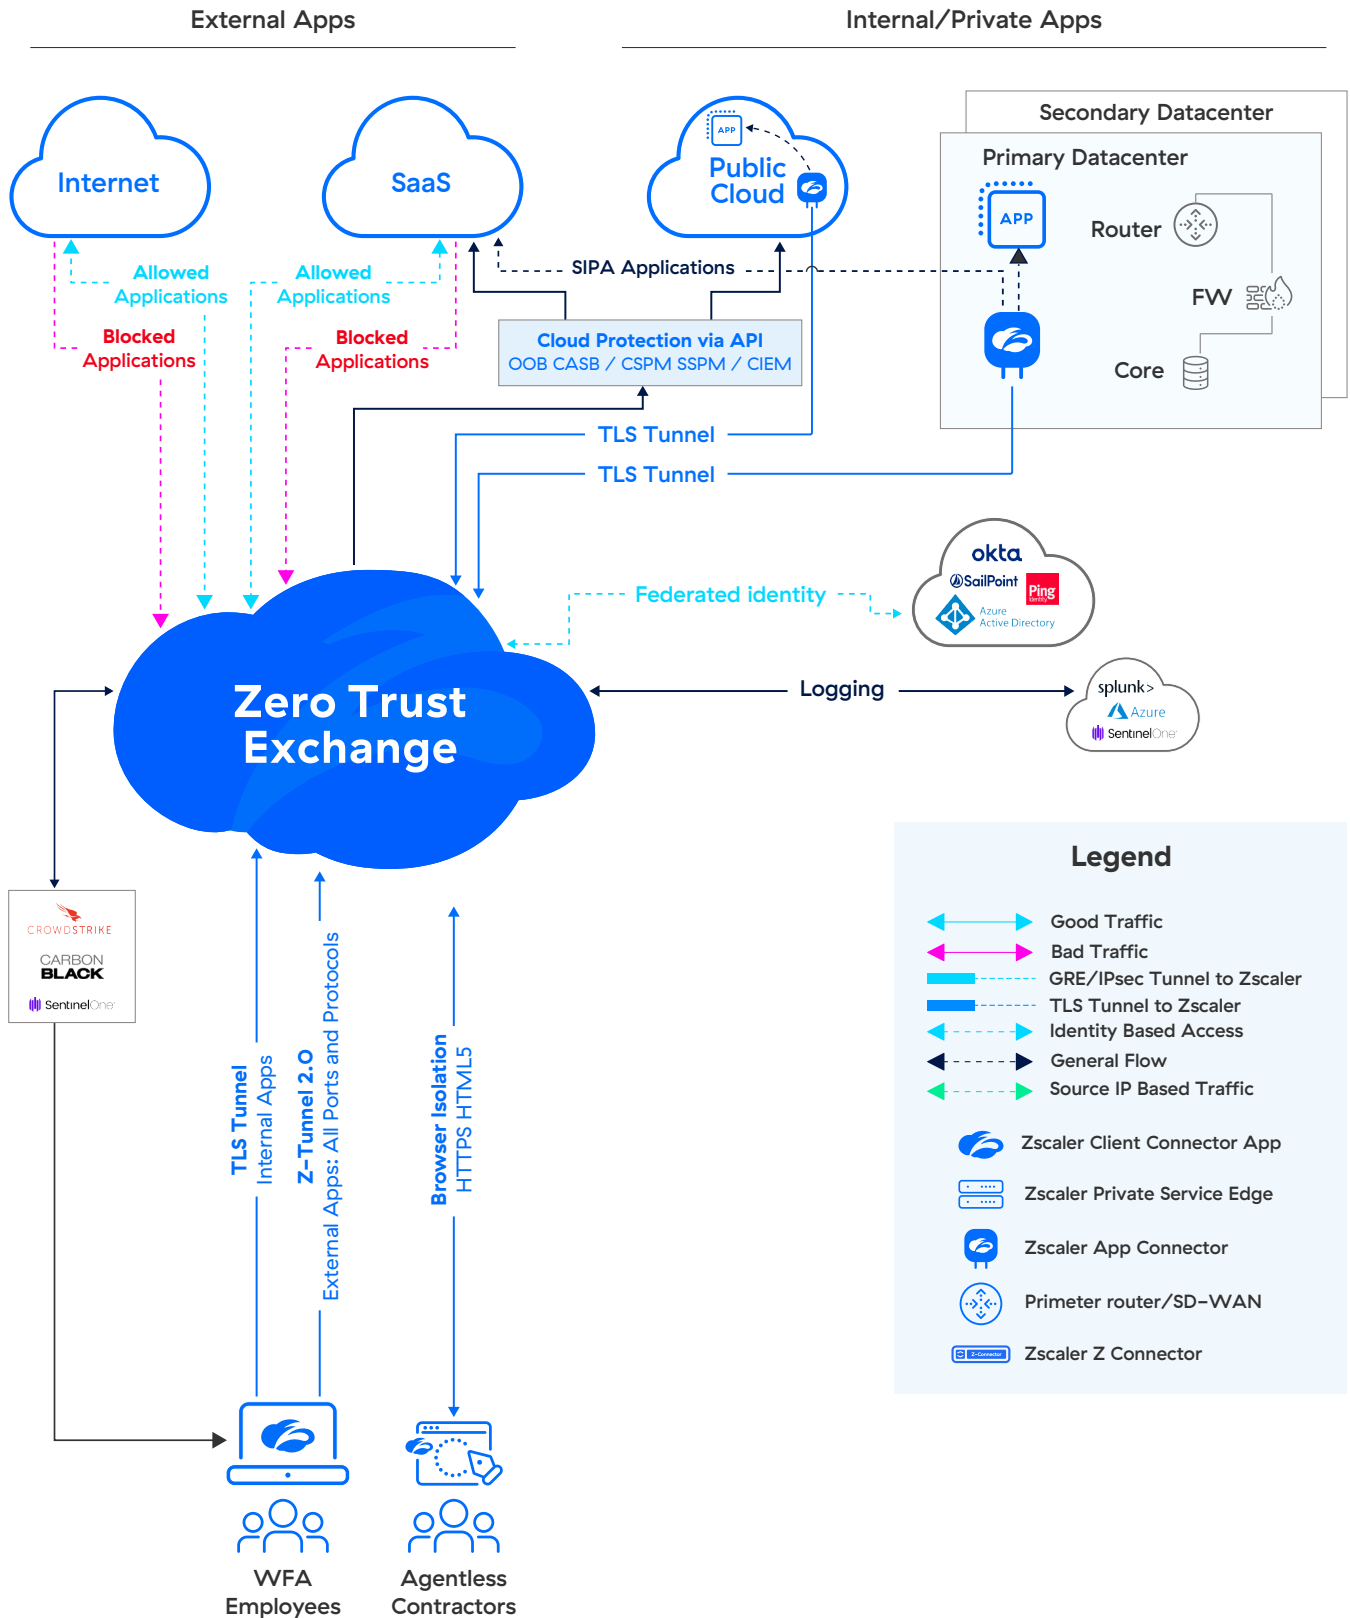 External Apps
Internal/Private Apps
Internet
SaaS
APP
Public
Cloud
Secondary Datacenter
Primary Datacenter
APP
Router
FW
Core
Allowed
Applications
Allowed
Applications
SIPA Applications
Blocked
Applications
Blocked
Applications
Cloud Protection via API
OOB CASB / CSPM SSPM / CIEM
TLS Tunnel
TLS Tunnel
okta
SailPoint
Ping
Identity
Azure
Active Directory
Federated identity
Zero Trust
Exchange
Logging
splunk>
Azure
SentinelOne
CROWDSTRIKE
CARBON
BLACK
SentinelOne
TLS Tunnel
Internal Apps
Z-Tunnel 2.0
External Apps: All Ports and Protocols
Browser Isolation
HTTPS HTML5
Legend
Good Traffic
Bad Traffic
GRE/IPsec Tunnel to Zscaler
TLS Tunnel to Zscaler
Identity Based Access
General Flow
Source IP Based Traffic
Zscaler Client Connector App
Zscaler Private Service Edge
Zscaler App Connector
Primeter router/SD-WAN
Z-Connector
Zscaler Z Connector
WFA
Employees
Agentless
Contractors